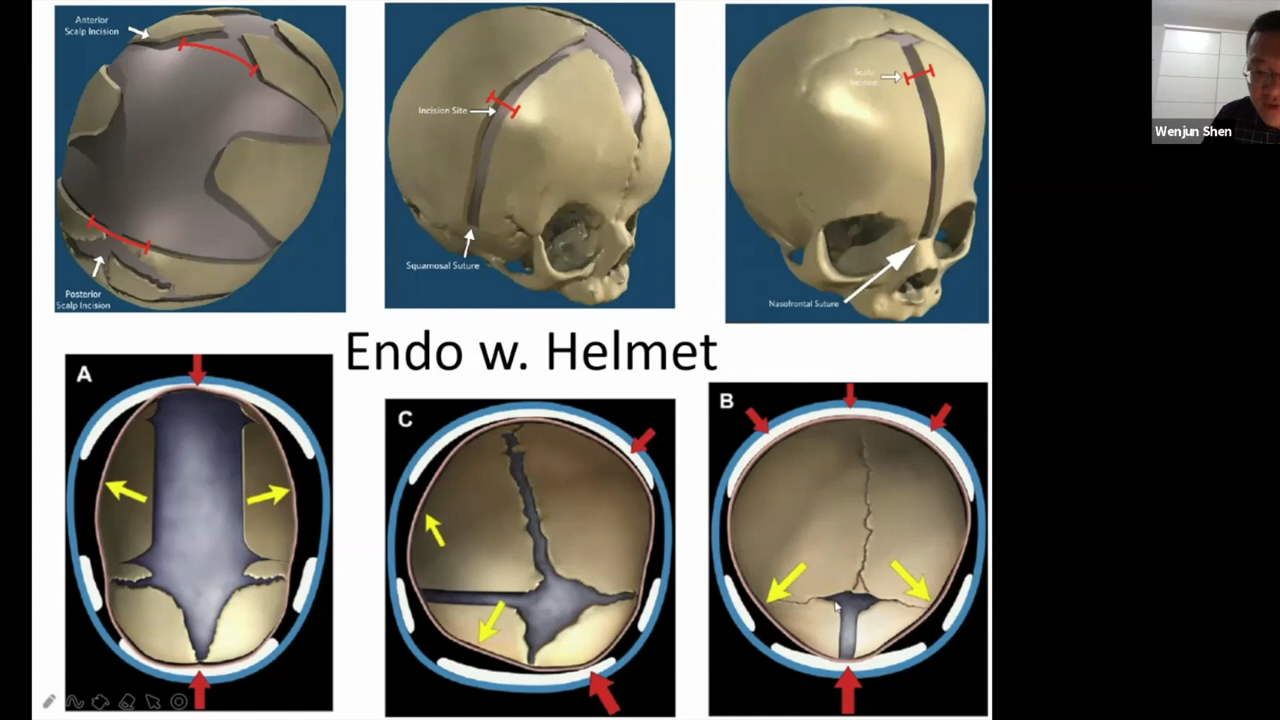 Anterior
Scalp Incision
Posterior
Scalp Incision
Incision Site
Squamosal Suture
Scalp
Incision
Nasofrontal Suture
Wenjun Shen
Endo w. Helmet
A
C
B